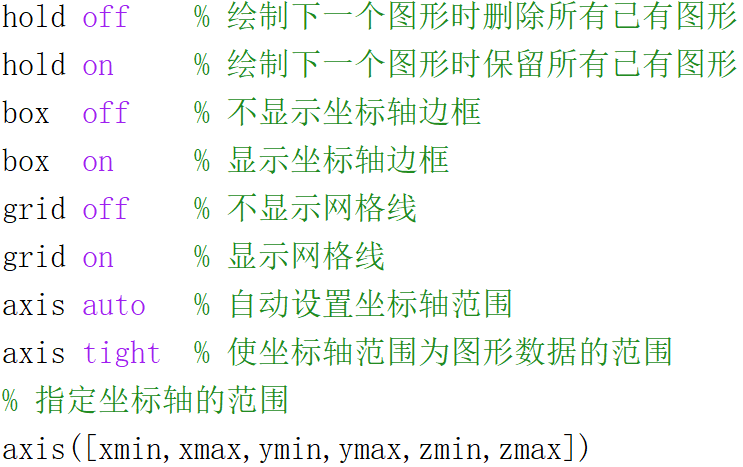 hold off    % 绘制下一个图形时删除所有已有图形
hold on     % 绘制下一个图形时保留所有已有图形
box  off    % 不显示坐标轴边框
box  on     % 显示坐标轴边框
grid off    % 不显示网格线
grid on     % 显示网格线
axis auto   % 自动设置坐标轴范围
axis tight  % 使坐标轴范围为图形数据的范围
% 指定坐标轴的范围
axis([xmin,xmax,ymin,ymax,zmin,zmax])